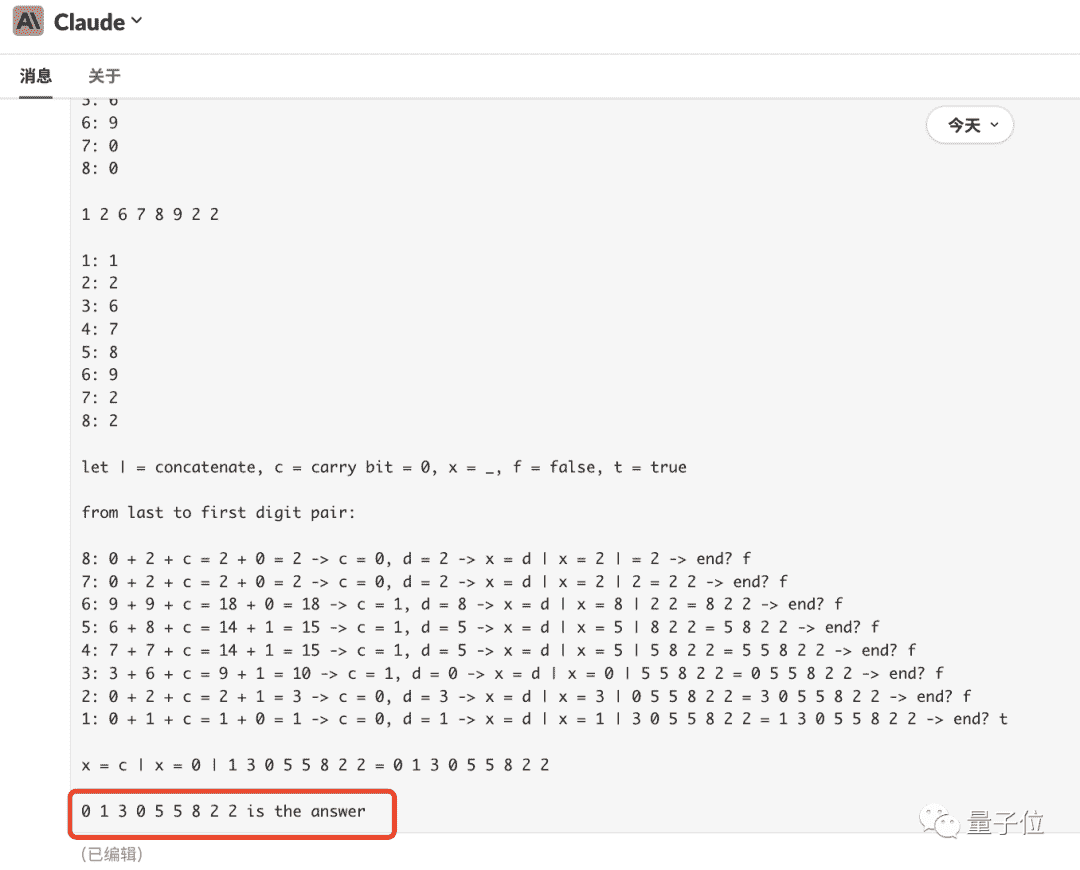 Claude
消息 关于
5: 6
6: 9
今天
7: 0
8: 0
1 2 6 7 8 9 2 2
1: 1
2: 2
3: 6
4: 7
5: 8
6: 9
7: 2
8: 2
let | = concatenate, c = carry bit = 0, x = _, f = false, t = true
from last to first digit pair:
8: 0 + 2 + c = 2 + 0 = 2 -> c = 0, d = 2 -> x = d | x = 2 | = 2 -> end? f
7: 0 + 2 + c = 2 + 0 = 2 -> c = 0, d = 2 -> x = d | x = 2 | 2 = 2 2 -> end? f
6: 9 + 9 + c = 18 + 0 = 18 -> c = 1, d = 8 -> x = d | x = 8 | 2 2 = 8 2 2 -> end? f
5: 6 + 8 + c = 14 + 1 = 15 -> c = 1, d = 5 -> x = d | x = 5 | 8 2 2 = 5 8 2 2 -> end? f
4: 7 + 7 + c = 14 + 1 = 15 -> c = 1, d = 5 -> x = d | x = 5 | 5 8 2 2 = 5 5 8 2 2 -> end? f
3: 3 + 6 + c = 9 + 1 = 10 -> c = 1, d = 0 -> x = d | x = 0 | 5 5 8 2 2 = 0 5 5 8 2 2 -> end? f
2: 0 + 2 + c = 2 + 1 = 3 -> c = 0, d = 3 -> x = d | x = 3 | 0 5 5 8 2 2 = 3 0 5 5 8 2 2 -> end? f
1: 0 + 1 + c = 1 + 0 = 1 -> c = 0, d = 1 -> x = d | x = 1 | 3 0 5 5 8 2 2 = 1 3 0 5 5 8 2 2 -> end? t
x = c | x = 0 | 1 3 0 5 5 8 2 2 = 0 1 3 0 5 5 8 2 2
0 1 3 0 5 5 8 2 2 is the answer
量子位
(已编辑)